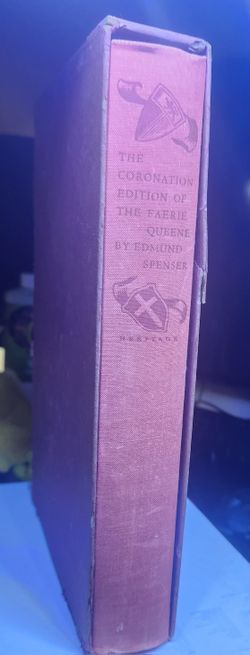 THE
CORONATION
EDITION OF
THE FAERIE
QUEENE
BY EDMUND
SPENSER
HERITAGE